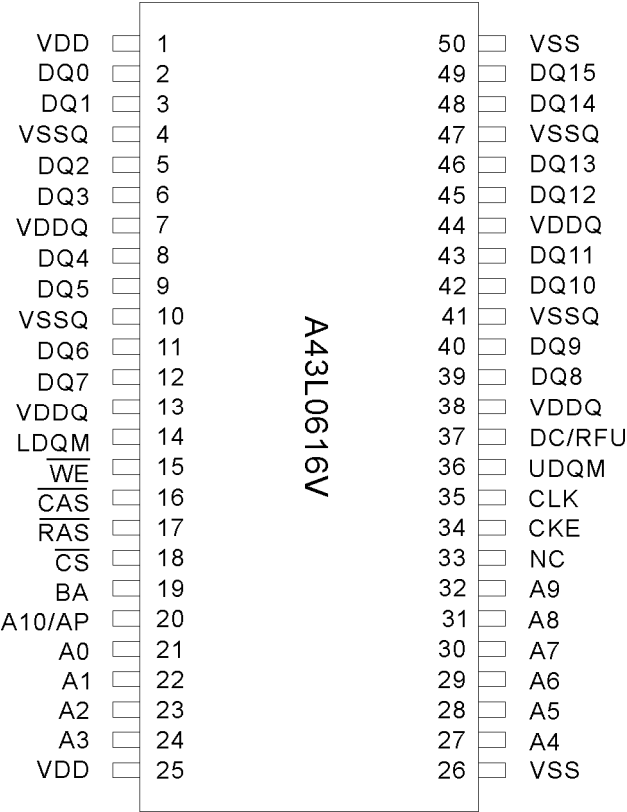 VDD 1 50 VSS
DQ0 2 49 DQ15
DQ1 3 48 DQ14
VSSQ 4 47 VSSQ
DQ2 5 46 DQ13
DQ3 6 45 DQ12
VDDQ 7 44 VDDQ
DQ4 8 43 DQ11
DQ5 9 42 DQ10
VSSQ 10 41 VSSQ
DQ6 11 40 DQ9
DQ7 12 39 DQ8
VDDQ 13 38 VDDQ
LDQM 14 37 DC/RFU
W̅E̅ 15 36 UDQM
C̅A̅S̅ 16 35 CLK
R̅A̅S̅ 17 34 CKE
C̅S̅ 18 33 NC
BA 19 32 A9
A10/AP 20 31 A8
A0 21 30 A7
A1 22 29 A6
A2 23 28 A5
A3 24 27 A4
VDD 25 26 VSS
A43L0616V